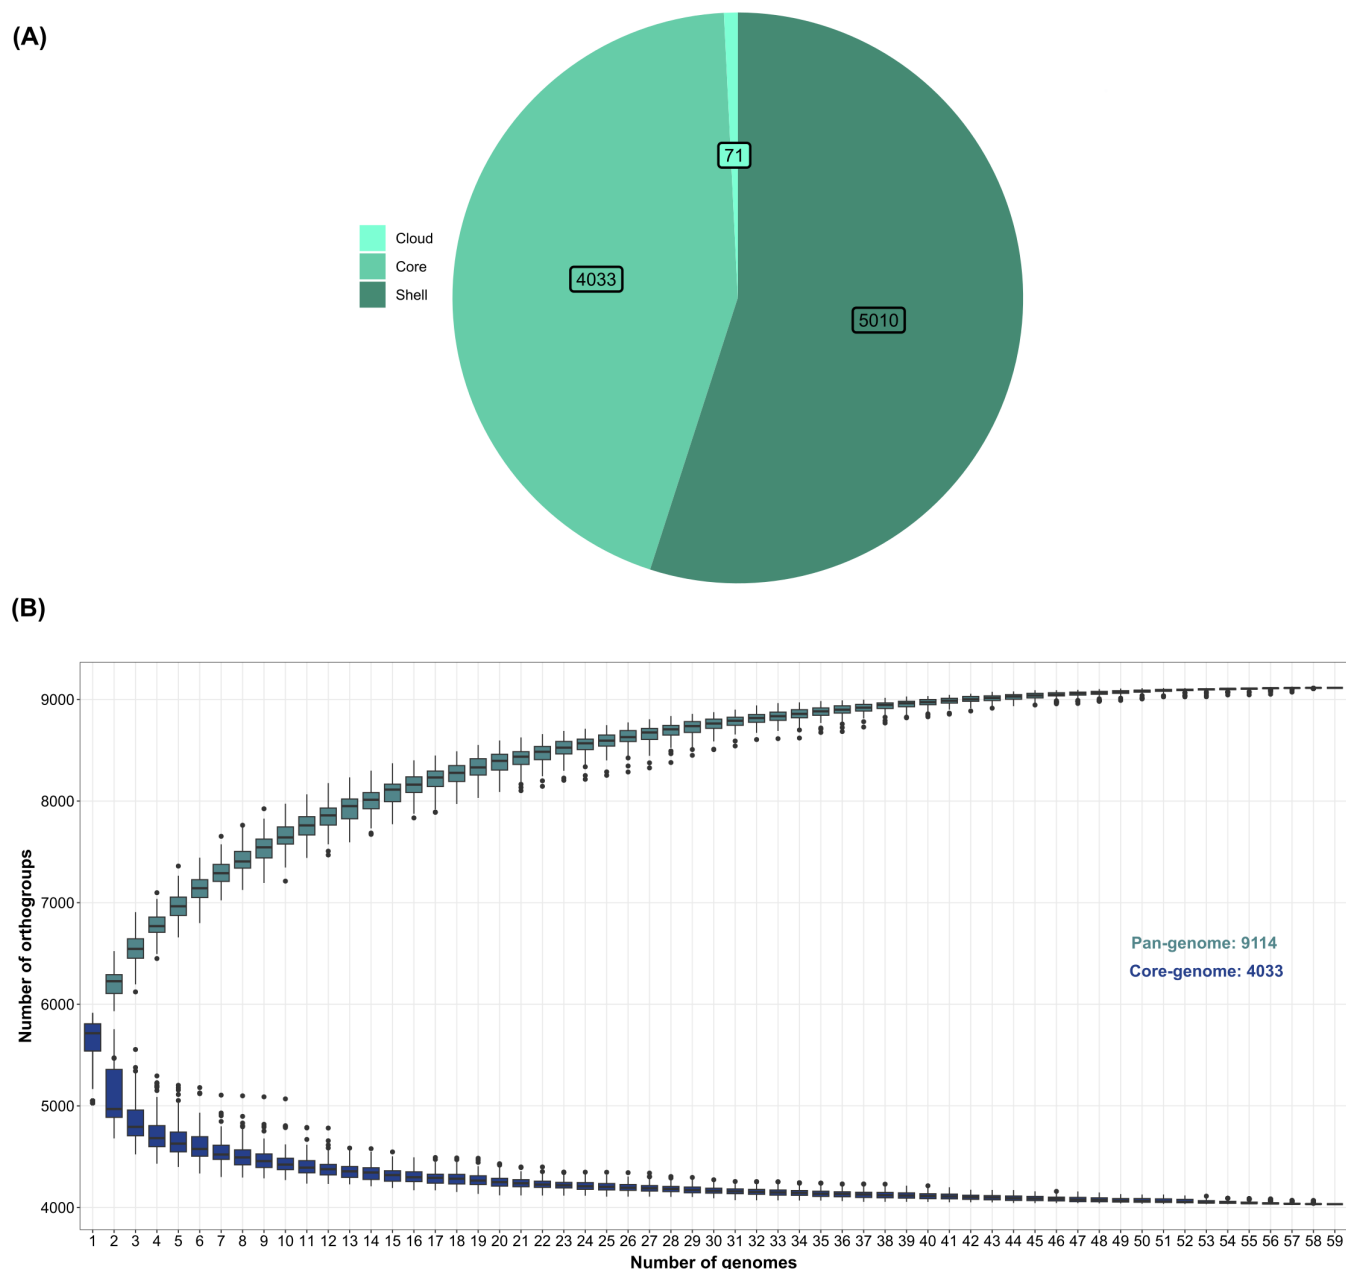 (A)
71
Cloud
Core
Shell
4033
5010
(B)
Number of orthogroups
9000
8000
7000
6000
5000
4000
Pan-genome: 9114
Core-genome: 4033
1 2 3 4 5 6 7 8 9 10 11 12 13 14 15 16 17 18 19 20 21 22 23 24 25 26 27 28 29 30 31 32 33 34 35 36 37 38 39 40 41 42 43 44 45 46 47 48 49 50 51 52 53 54 55 56 57 58 59
Number of genomes